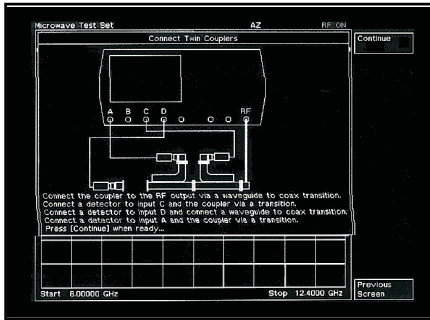 Microwave Test Set AZ RF:ON
Connect Twin Couplers
Continue
A B C D RF
Connect the coupler to the RF output via a waveguide to coax transition.
Connect a detector to input C and the coupler via a transition.
Connect a detector to input D and connect a waveguide to coax transition.
Connect a detector to input A and the coupler via a transition.
Press [Continue] when ready...
Start 8.00000 GHz Stop 12.4000 GHz
Previous
Screen